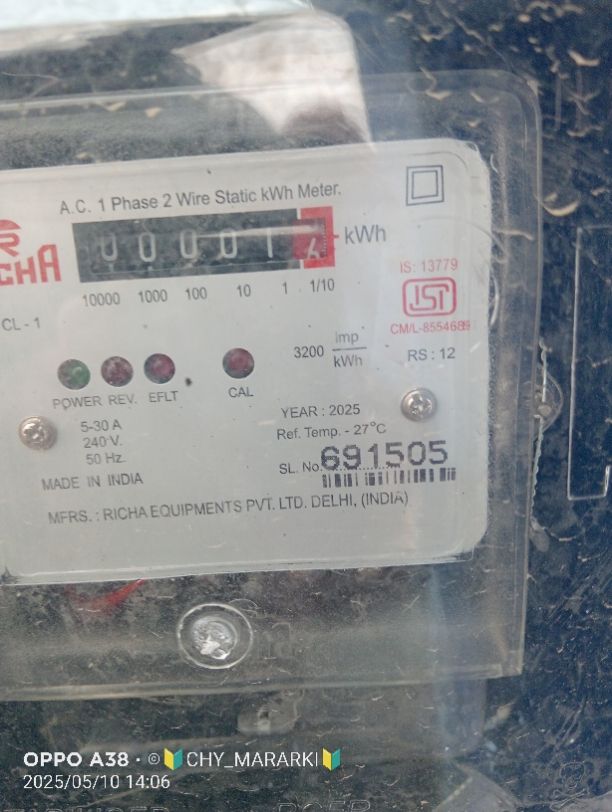 A.C. 1 Phase 2 Wire Static kWh Meter.
00001 kWh
10000 1000 100 10 1 1/10
CL - 1
IS: 13779
ISI
CM/L-8554689
3200 Imp
kWh
RS : 12
POWER REV. EFLT CAL
5-30 A
240 V.
50 Hz.
YEAR : 2025
Ref. Temp. - 27°C
SL. No. 691505
MADE IN INDIA
MFRS. : RICHA EQUIPMENTS PVT. LTD. DELHI, (INDIA)
OPPO A38 · ©🔰CHY_MARARKI🔰
2025/05/10 14:06